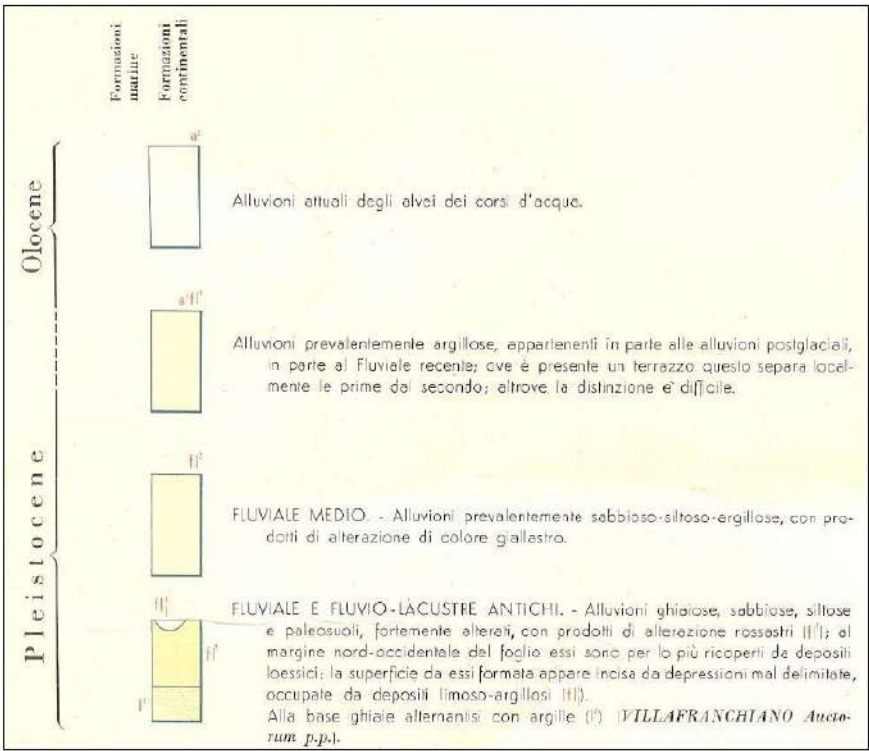 Formazioni marine
Formazioni continentali
Olocene
a²
Alluvioni attuali degli alvei dei corsi d'acqua.
a¹fl³
Alluvioni prevalentemente argillose, appartenenti in parte alle alluvioni postglaciali,
in parte al Fluviale recente; ove è presente un terrazzo questo separa local-
mente le prime dal secondo; altrove la distinzione e' difficile.
Pleistocene
fl²
FLUVIALE MEDIO. - Alluvioni prevalentemente sabbioso-siltoso-argillose, con pro-
dotti di alterazione di colore giallastro.
FLUVIALE E FLUVIO-LACUSTRE ANTICHI. - Alluvioni ghiaiose, sabbiose, siltose
e paleosuoli, fortemente alterati, con prodotti di alterazione rossastri (fl¹); al
margine nord-occidentale del foglio essi sono per lo più ricoperti da depositi
loessici; la superficie da essi formata appare incisa da depressioni mal delimitate,
occupate da depositi limoso-argillosi
Alla base ghiaie alternantisi con argille (l¹) (VILLAFRANCHIANO Aucto-
rum p.p.).
fl¹
l¹